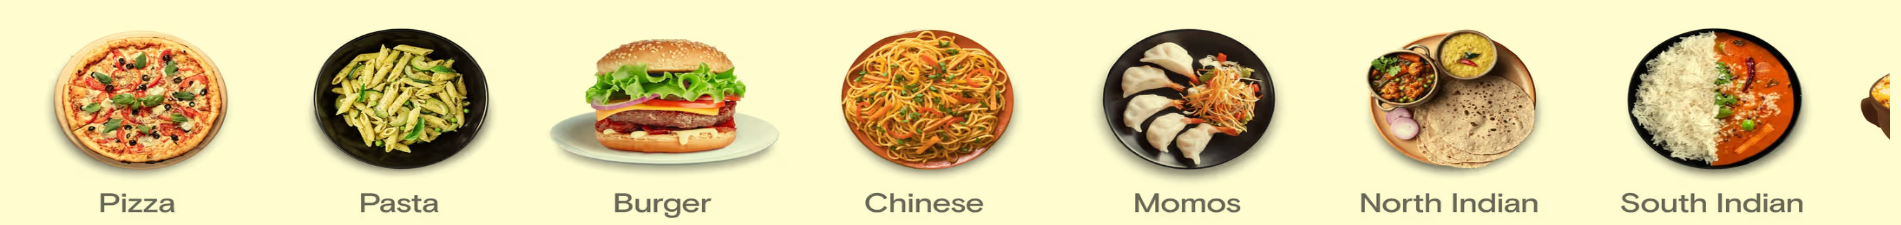 Pizza
Pasta
Burger
Chinese
Momos
North Indian
South Indian